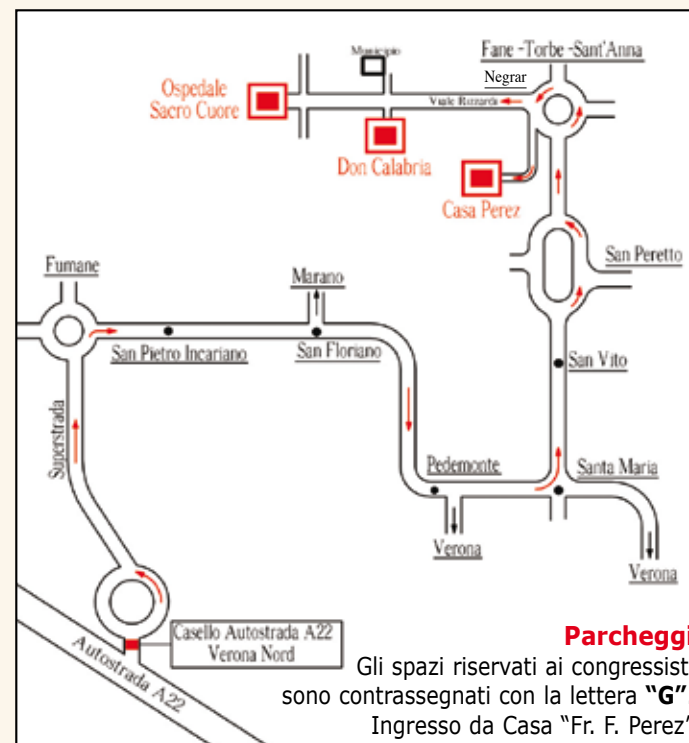 Municipio
Fane -Torbe -Sant'Anna
Negrar
Ospedale
Sacro Cuore
Viale Rizzardi
Don Calabria
Casa Perez
Fumane
Marano
San Peretto
San Pietro Incariano
San Floriano
San Vito
Superstrada
Pedemonte
Santa Maria
Verona
Verona
Casello Autostrada A22
Verona Nord
Autostrada A22
Parcheggi
Gli spazi riservati ai congressist
sono contrassegnati con la lettera “G”.
Ingresso da Casa “Fr. F. Perez”